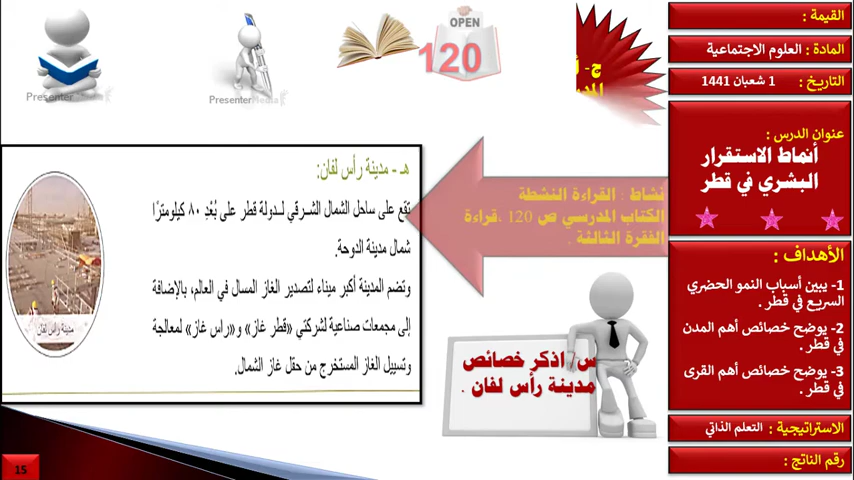 القيمة :
المادة : العلوم الاجتماعية
التاريخ : 1 شعبان 1441
عنوان الدرس :
أنماط الاستقرار
البشري في قطر
الأهداف :
1- يبين أسباب النمو الحضري
السريع في قطر .
2- يوضح خصائص أهم المدن
في قطر .
3- يوضح خصائص أهم القرى
في قطر .
الاستراتيجية : التعلم الذاتي
رقم الناتج :
ج-
OPEN
120
Presenter
PresenterMedia
نشاط : القراءة النشطة
الكتاب المدرسي ص 120 ،قراءة
الفقرة الثالثة .
هـ - مدينة رأس لفان:
تقع على ساحل الشمال الشرقي لـدولة قطر على بُعْدِ ٨٠ كيلومترًا
شمال مدينة الدوحة.
وتضم المدينة أكبر ميناء لتصدير الغاز المسال في العالم، بالإضافة
إلى مجمعات صناعية لشركتي «قطر غاز» و«راس غاز» لمعالجة
وتسييل الغاز المستخرج من حقل غاز الشمال.
مدينة راس لفان
س/ اذكر خصائص
مدينة رأس لفان .
15